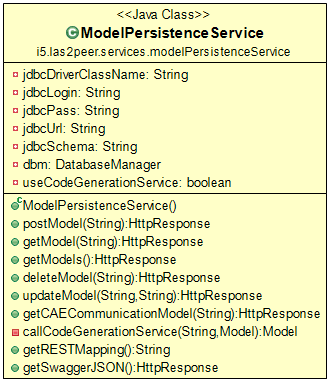 <<Java Class>>
ModelPersistenceService
i5.las2peer.services.modelPersistenceService
jdbcDriverClassName: String
jdbcLogin: String
jdbcPass: String
jdbcUrl: String
jdbcSchema: String
dbm: DatabaseManager
useCodeGenerationService: boolean
ModelPersistenceService()
postModel(String):HttpResponse
getModel(String):HttpResponse
getModels():HttpResponse
deleteModel(String):HttpResponse
updateModel(String,String):HttpResponse
getCAECommunicationModel(String):HttpResponse
callCodeGenerationService(String,Model):Model
getRESTMapping():String
getSwaggerJSON():HttpResponse